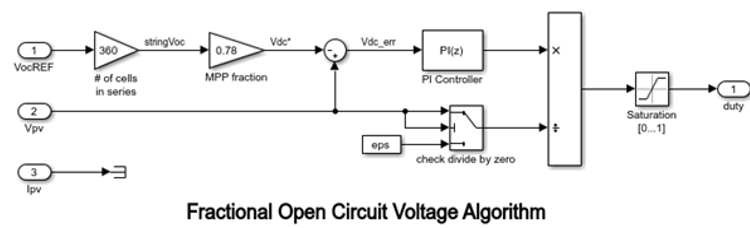 1
VocREF
360
# of cells
in series
stringVoc
0.78
MPP fraction
Vdc*
-
+
Vdc_err
PI(z)
PI Controller
×
÷
Saturation
[0...1]
1
duty
2
Vpv
eps
check divide by zero
3
Ipv
Fractional Open Circuit Voltage Algorithm